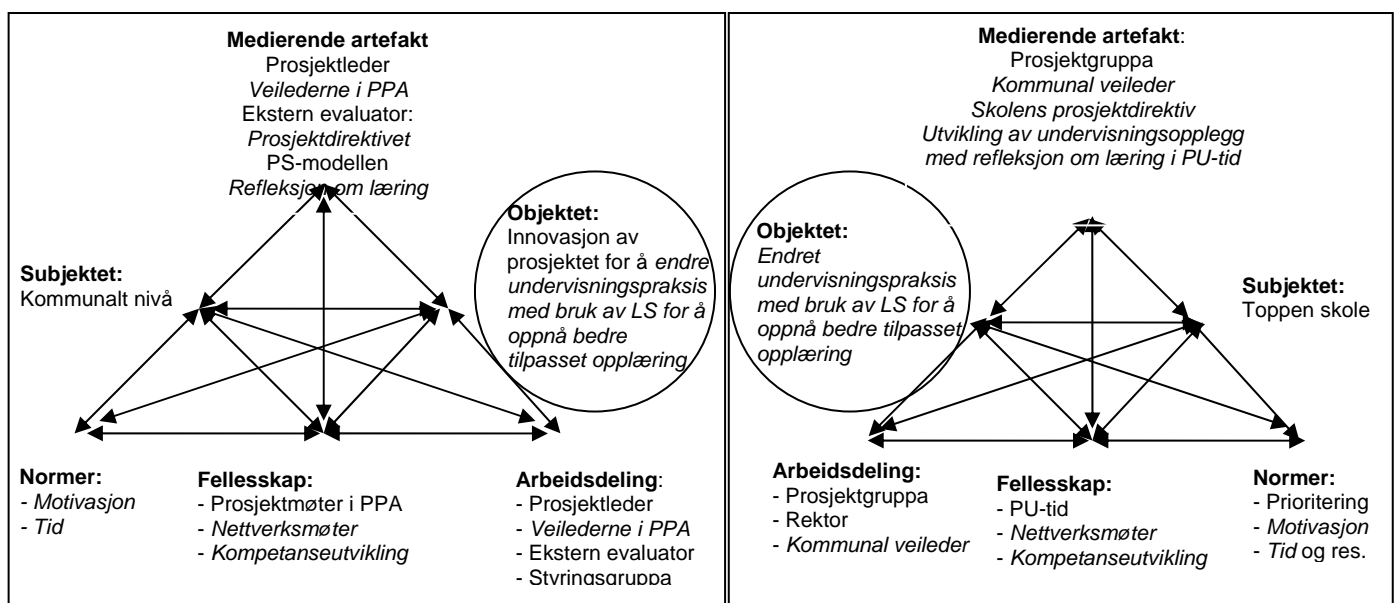 Medierende artefakt
Prosjektleder
Veilederne i PPA
Ekstern evaluator:
Prosjektdirektivet
PS-modellen
Refleksjon om læring
Objektet:
Innovasjon av
prosjektet for å endre
undervisningspraksis
med bruk av LS for å
oppnå bedre
tilpasset opplæring
Subjektet:
Kommunalt nivå
Normer:
- Motivasjon
- Tid
Fellesskap:
- Prosjektmøter i PPA
- Nettverksmøter
- Kompetanseutvikling
Arbeidsdeling:
- Prosjektleder
- Veilederne i PPA
- Ekstern evaluator
- Styringsgruppa
Medierende artefakt:
Prosjektgruppa
Kommunal veileder
Skolens prosjektdirektiv
Utvikling av undervisningsopplegg
med refleksjon om læring i PU-tid
Objektet:
Endret
undervisningspraksis
med bruk av LS for å
oppnå bedre tilpasset
opplæring
Subjektet:
Toppen skole
Arbeidsdeling:
- Prosjektgruppa
- Rektor
- Kommunal veileder
Fellesskap:
- PU-tid
- Nettverksmøter
- Kompetanseutvikling
Normer:
- Prioritering
- Motivasjon
- Tid og res.